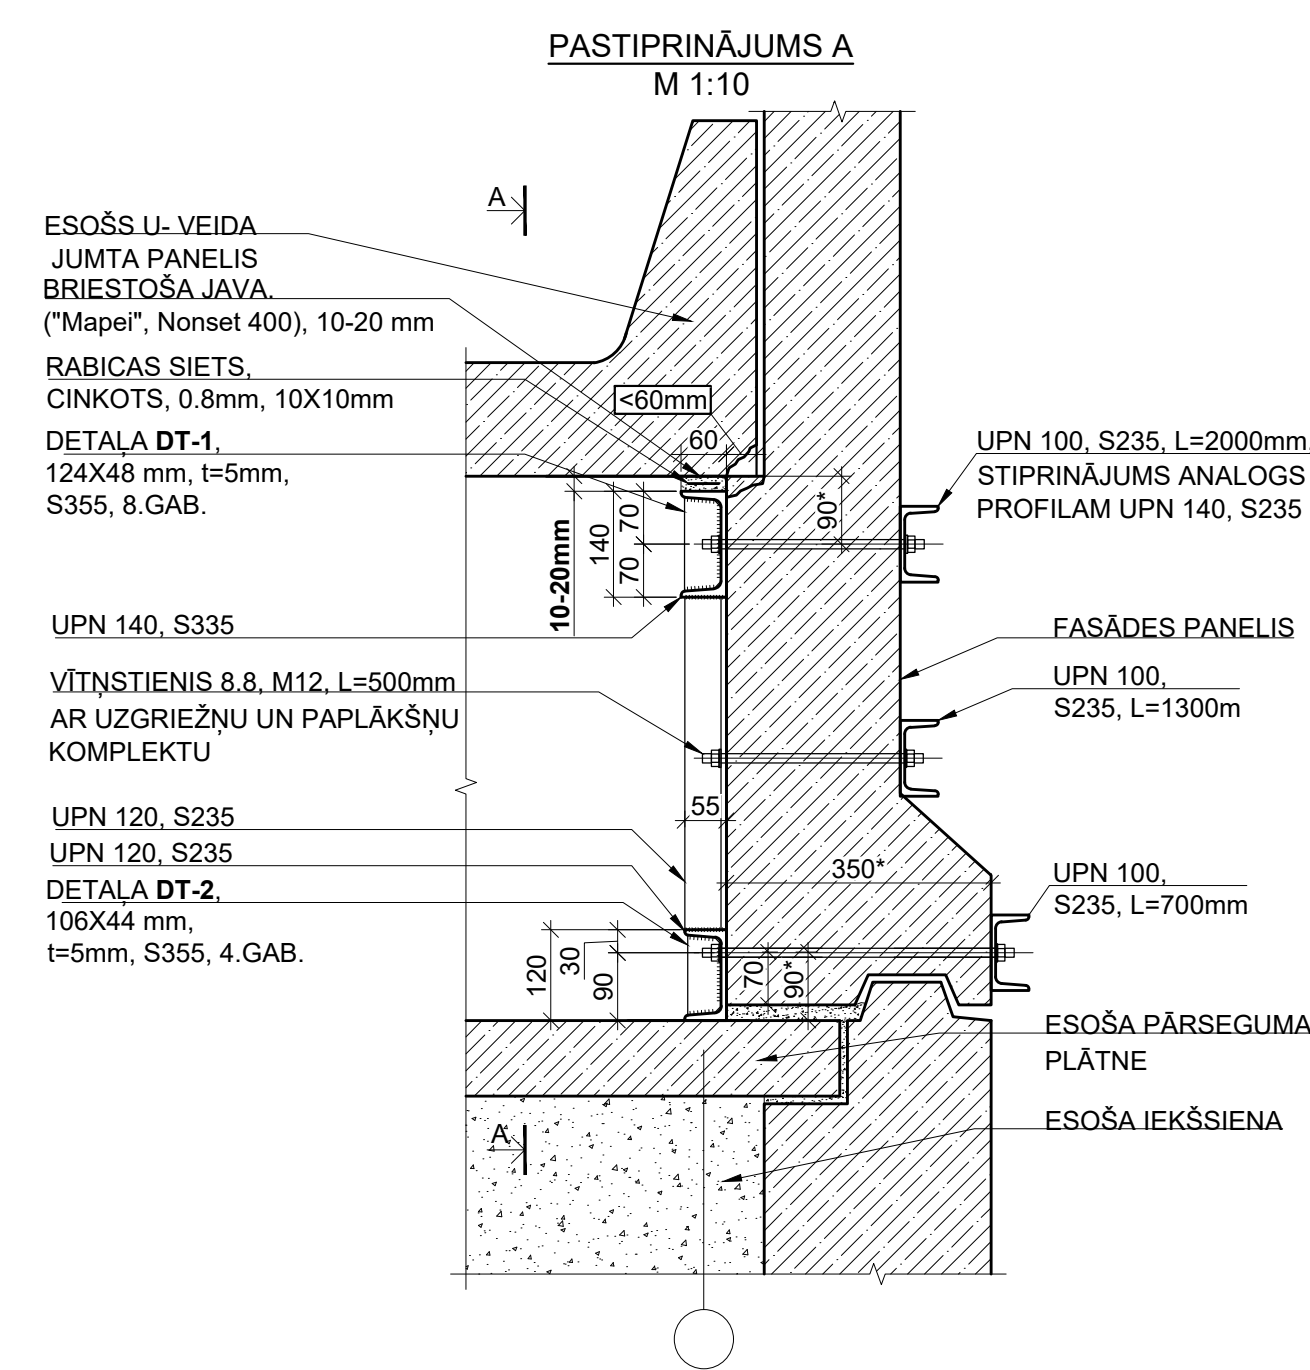 PASTIPRINĀJUMS A
M 1:10
A
ESOŠS U- VEIDA
JUMTA PANELIS
BRIESTOŠA JAVA.
("Mapei", Nonset 400), 10-20 mm
RABICAS SIETS,
CINKOTS, 0.8mm, 10X10mm
DETAĻA DT-1,
124X48 mm, t=5mm,
S355, 8.GAB.
UPN 140, S335
VĪTŅSTIENIS 8.8, M12, L=500mm
AR UZGRIEŽŅU UN PAPLĀKŠŅU
KOMPLEKTU
UPN 120, S235
UPN 120, S235
DETAĻA DT-2,
106X44 mm,
t=5mm, S355, 4.GAB.
<60mm
60
10-20mm
140
70
70
90*
55
350*
120
30
90
70
90*
A
UPN 100, S235, L=2000mm.
STIPRINĀJUMS ANALOGS
PROFILAM UPN 140, S235
FASĀDES PANELIS
UPN 100,
S235, L=1300m
UPN 100,
S235, L=700mm
ESOŠA PĀRSEGUMA
PLĀTNE
ESOŠA IEKŠSIENA